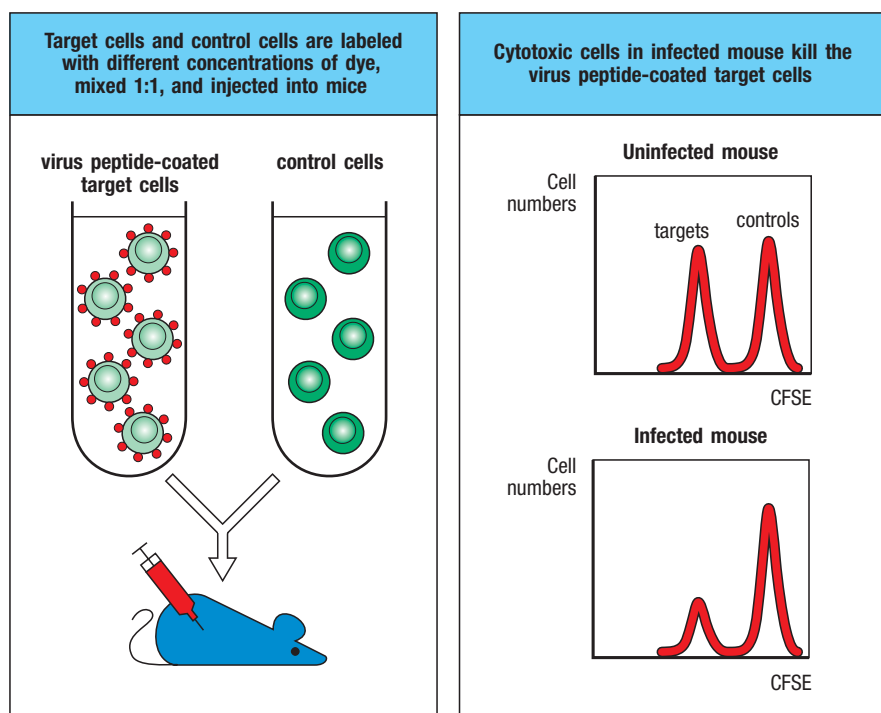 Target cells and control cells are labeled
with different concentrations of dye,
mixed 1:1, and injected into mice
virus peptide-coated
target cells
control cells
Cytotoxic cells in infected mouse kill the
virus peptide-coated target cells
Uninfected mouse
Cell
numbers
targets
controls
CFSE
Infected mouse
Cell
numbers
CFSE